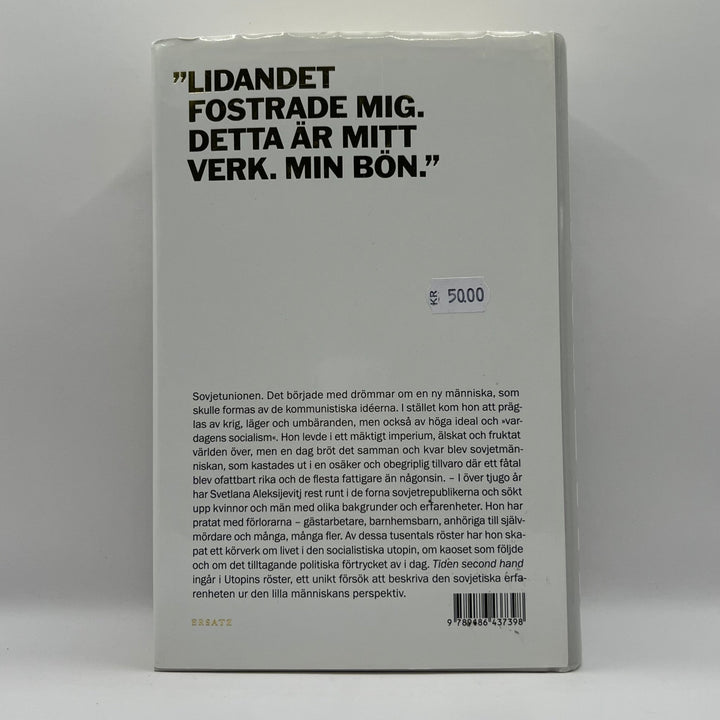 ”LIDANDET
FOSTRADE MIG.
DETTA ÄR MITT
VERK. MIN BÖN.”
KR 50.00
Sovjetunionen. Det började med drömmar om en ny människa, som
skulle formas av de kommunistiska idéerna. I stället kom hon att präg-
las av krig, läger och umbäranden, men också av höga ideal och »var-
dagens socialism«. Hon levde i ett mäktigt imperium, älskat och fruktat
världen över, men en dag bröt det samman och kvar blev sovjetmän-
niskan, som kastades ut i en osäker och obegriplig tillvaro där ett fåtal
blev ofattbart rika och de flesta fattigare än någonsin. – I över tjugo år
har Svetlana Aleksijevitj rest runt i de forna sovjetrepublikerna och sökt
upp kvinnor och män med olika bakgrunder och erfarenheter. Hon har
pratat med förlorarna – gästarbetare, barnhemsbarn, anhöriga till själv-
mördare och många, många fler. Av dessa tusentals röster har hon ska-
pat ett körverk om livet i den socialistiska utopin, om kaoset som följde
och om det tilltagande politiska förtrycket av i dag. Tiden second hand
ingår i Utopins röster, ett unikt försök att beskriva den sovjetiska erfa-
renheten ur den lilla människans perspektiv.
ERSATZ
9 789186 437398